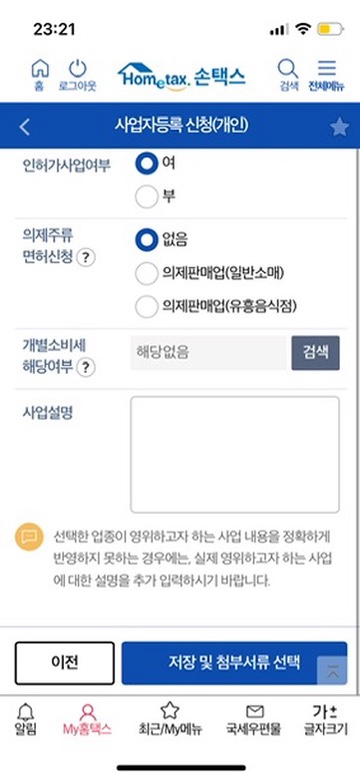 23:21
홈
로그아웃
Hometax. 손택스
검색
전체메뉴
사업자등록 신청(개인)
인허가사업여부
여
부
의제주류
면허신청 ?
없음
의제판매업(일반소매)
의제판매업(유흥음식점)
개별소비세
해당여부 ?
해당없음
검색
사업설명
선택한 업종이 영위하고자 하는 사업 내용을 정확하게
반영하지 못하는 경우에는, 실제 영위하고자 하는 사업
에 대한 설명을 추가 입력하시기 바랍니다.
이전
저장 및 첨부서류 선택
알림
My홈택스
최근/My메뉴
국세우편물
가±
글자크기